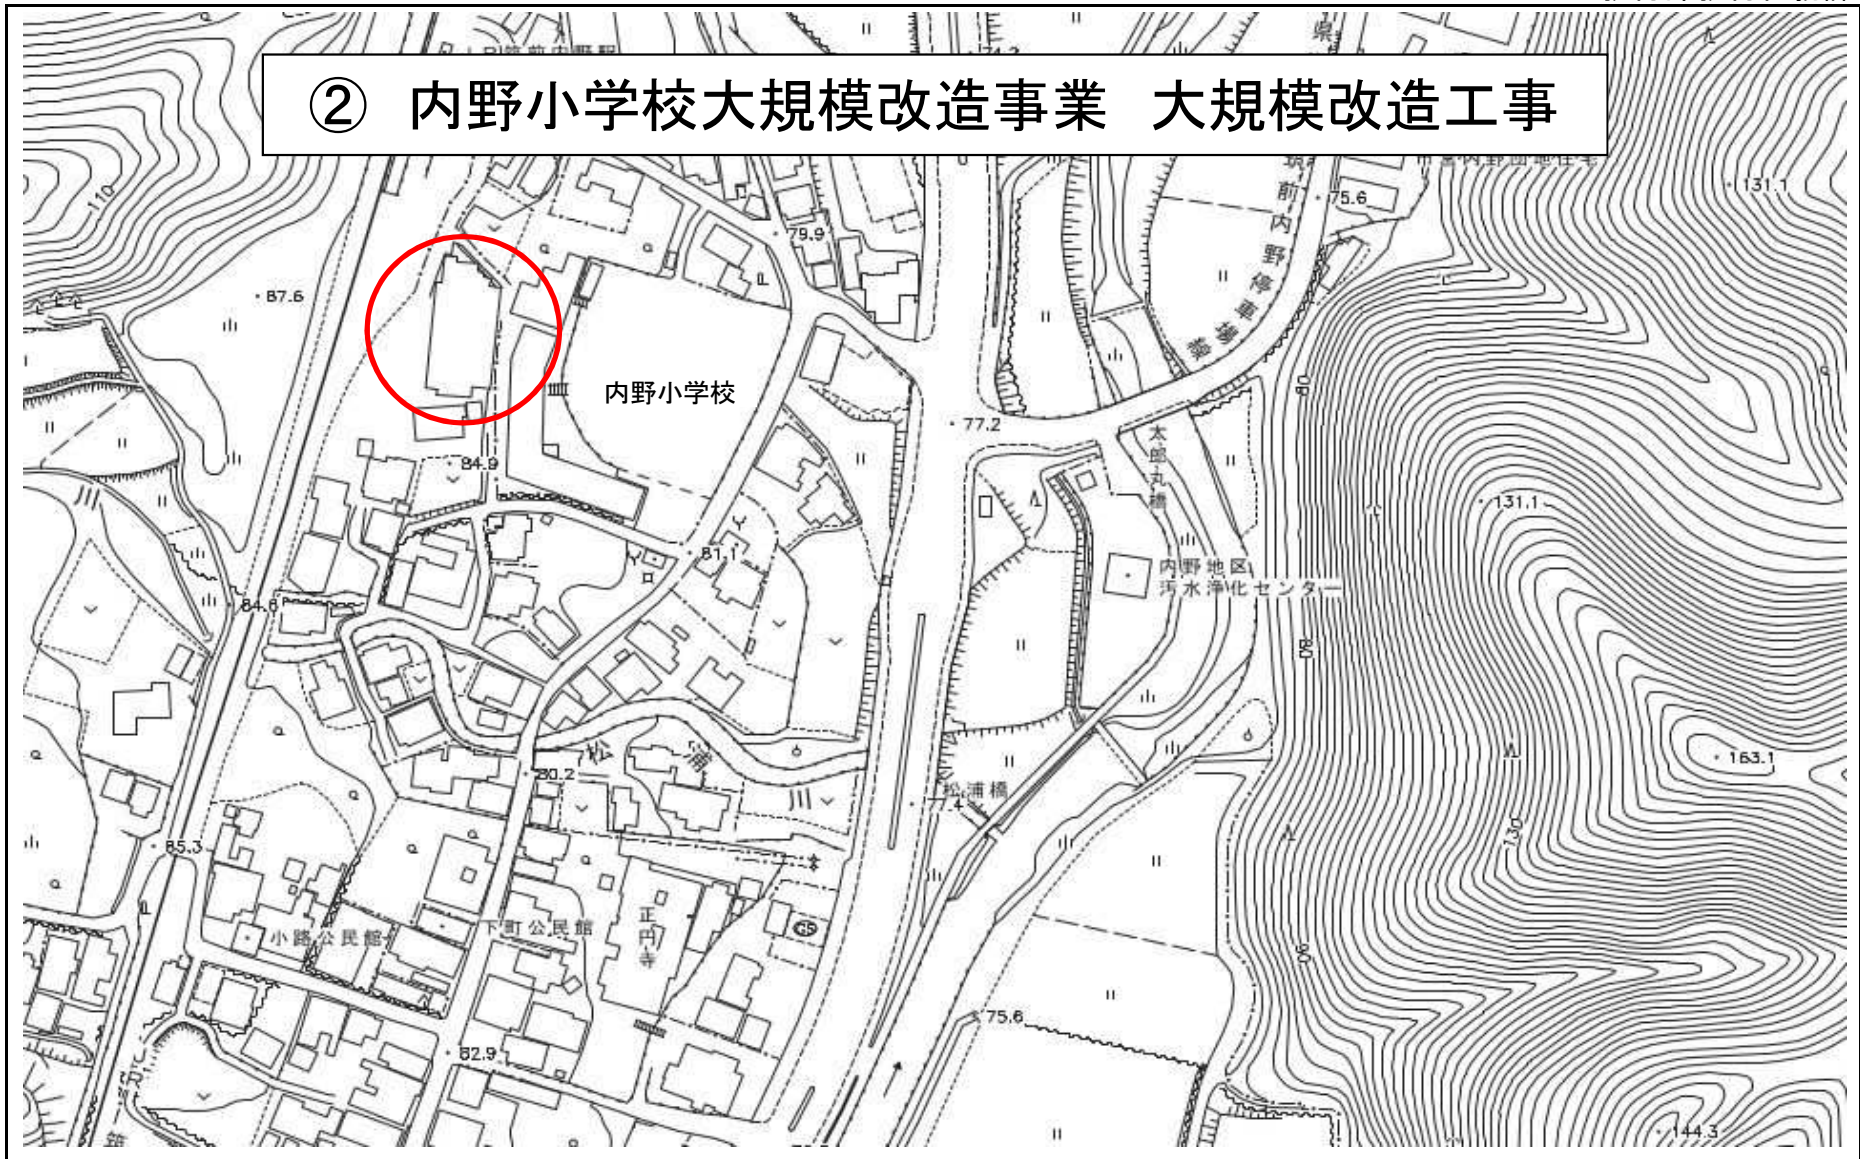 ② 内野小学校大規模改造事業 大規模改造工事
110
87.6
79.9
75.6
131.1
前内野停車場線
内野小学校
80
77.2
84.9
太郎丸橋
131.1
81.1
内野地区
汚水浄化センター
84.6
80
松浦
80.2
163.1
松浦橋
130
85.3
小路公民館
下町公民館
正円寺
90
75.6
82.9
144.3